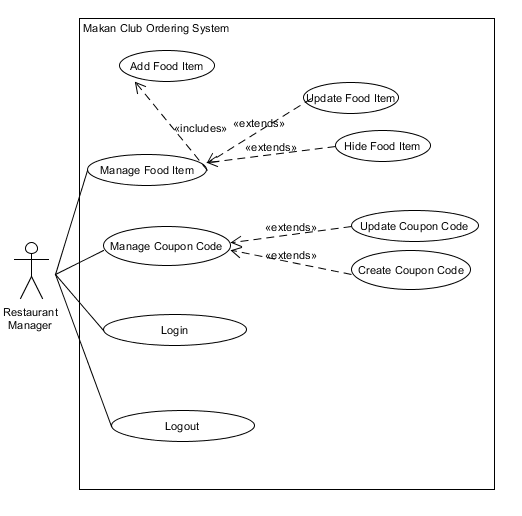 Makan Club Ordering System
Add Food Item
Update Food Item
«extends»
«includes»
Hide Food Item
«extends»
Manage Food Item
Update Coupon Code
«extends»
Manage Coupon Code
«extends»
Create Coupon Code
Restaurant
Manager
Login
Logout